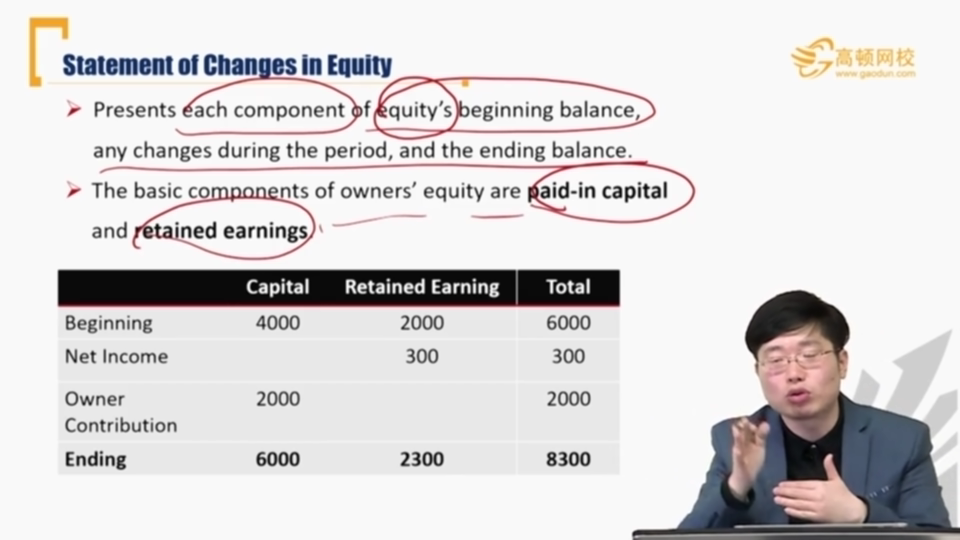 Statement of Changes in Equity
高顿网校
www.gaodun.com
Presents each component of equity's beginning balance,
any changes during the period, and the ending balance.
The basic components of owners' equity are paid-in capital
and retained earnings.
Capital Retained Earning Total
Beginning 4000 2000 6000
Net Income 300 300
Owner 2000 2000
Contribution
Ending 6000 2300 8300